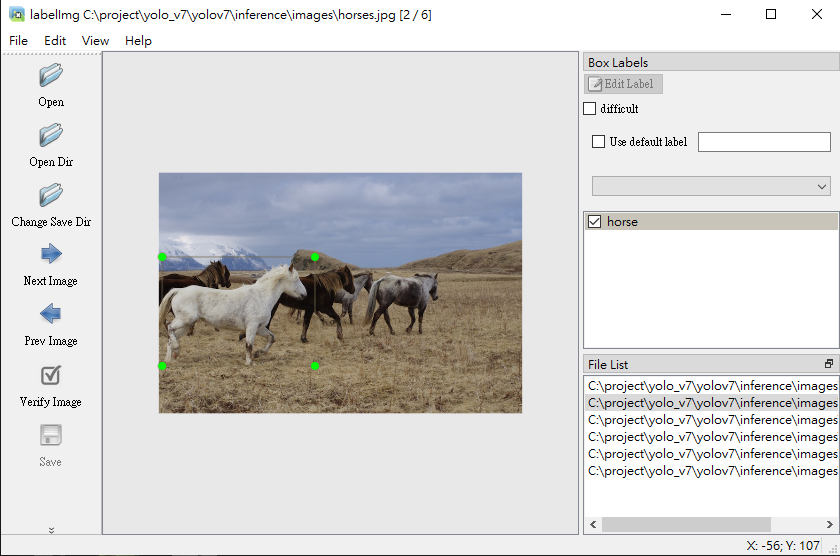 labelImg C:\project\yolo_v7\yolov7\inference\images\horses.jpg [2 / 6]
File Edit View Help
Open
Open Dir
Change Save Dir
Next Image
Prev Image
Verify Image
Save
Box Labels
Edit Label
difficult
Use default label
horse
File List
C:\project\yolo_v7\yolov7\inference\images
C:\project\yolo_v7\yolov7\inference\images
C:\project\yolo_v7\yolov7\inference\images
C:\project\yolo_v7\yolov7\inference\images
C:\project\yolo_v7\yolov7\inference\images
C:\project\yolo_v7\yolov7\inference\images
X: -56; Y: 107